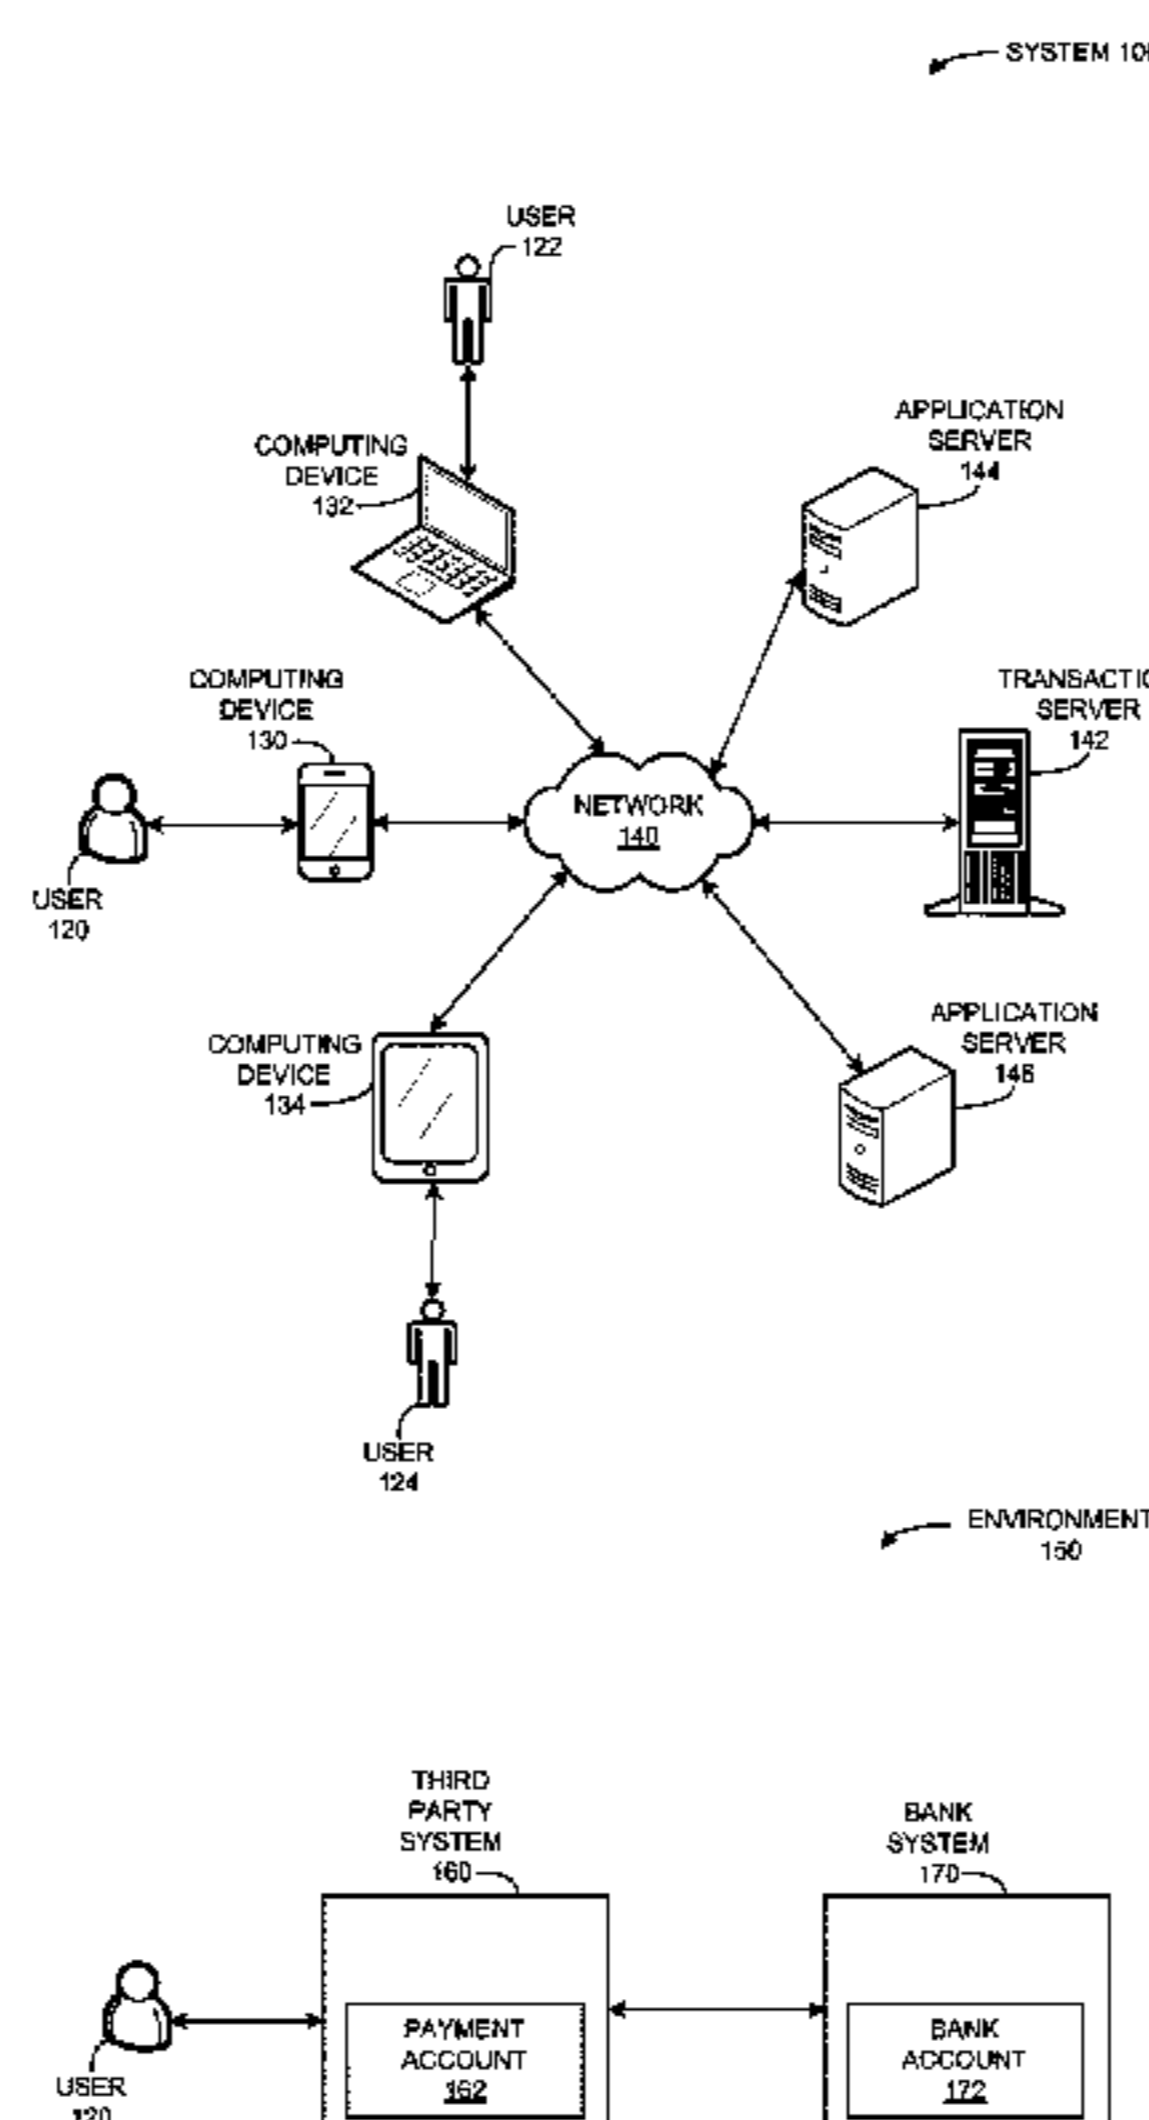 SYSTEM
USER
122
COMPUTING
DEVICE
132
APPLICATION
SERVER
144
COMPUTING
DEVICE
130
TRANSACTIO
SERVER
142
NETWORK
140
USER
120
COMPUTING
DEVICE
134
APPLICATION
SERVER
146
USER
124
ENVIRONMENT
150
THIRD
PARTY
SYSTEM
160
BANK
SYSTEM
170
PAYMENT
ACCOUNT
162
BANK
ACCOUNT
172
USER
120